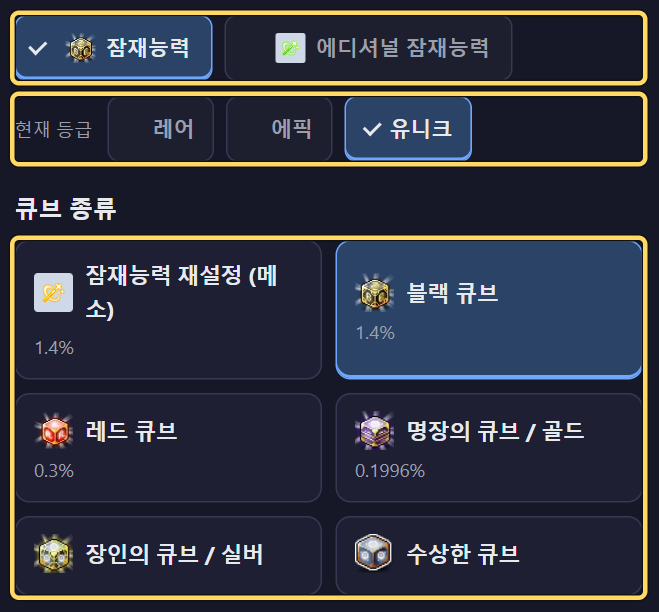 잠재능력
에디셔널 잠재능력
현재 등급
레어
에픽
유니크
큐브 종류
잠재능력 재설정 (메
소)
1.4%
블랙 큐브
1.4%
레드 큐브
0.3%
명장의 큐브 / 골드
0.1996%
장인의 큐브 / 실버
수상한 큐브